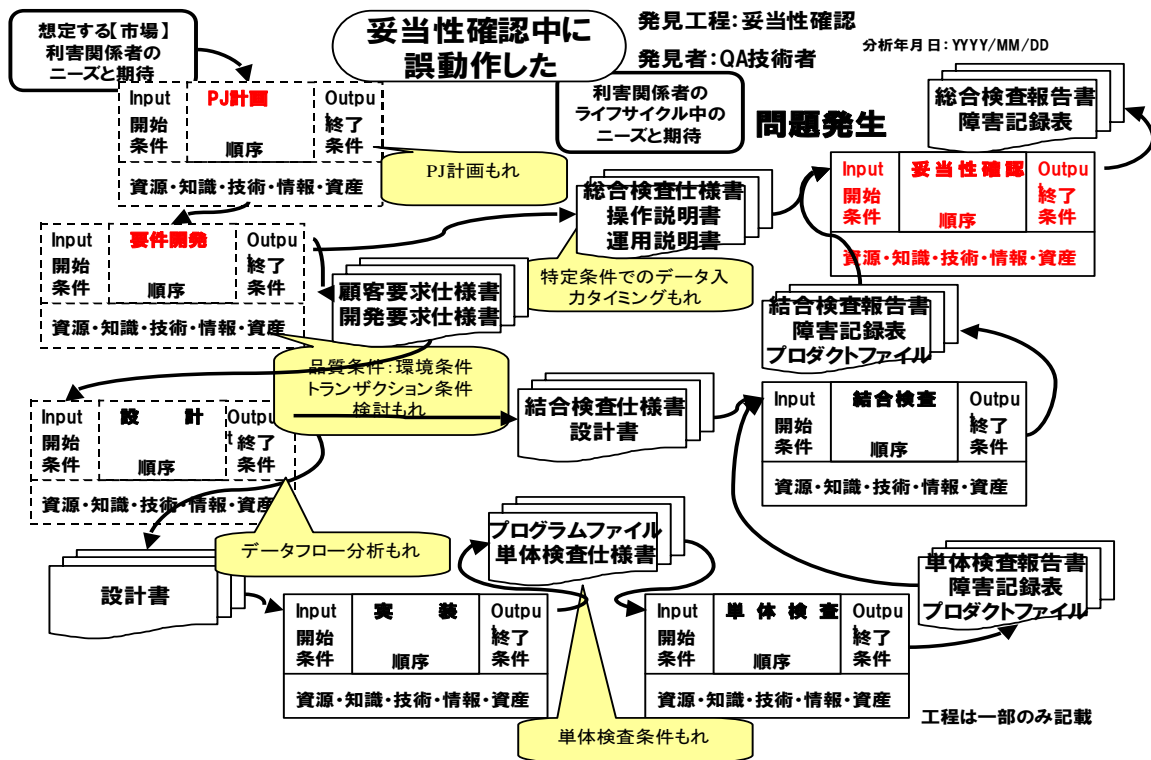 想定する【市場】
利害関係者の
ニーズと期待
妥当性確認中に
誤動作した
発見工程：妥当性確認
発見者：QA技術者
分析年月日：YYYY/MM/DD
利害関係者の
ライフサイクル中の
ニーズと期待
問題発生
総合検査報告書
障害記録表
Input
開始
条件
PJ計画
順序
Output
終了
条件
資源・知識・技術・情報・資産
PJ計画もれ
総合検査仕様書
操作説明書
運用説明書
Input
開始
条件
妥当性確認
順序
Output
終了
条件
資源・知識・技術・情報・資産
Input
開始
条件
要件開発
順序
Output
終了
条件
資源・知識・技術・情報・資産
顧客要求仕様書
開発要求仕様書
特定条件でのデータ入
力タイミングもれ
結合検査報告書
障害記録表
プロダクトファイル
品質条件：環境条件
トランザクション条件
検討もれ
Input
開始
条件
設 計
順序
Output
終了
条件
資源・知識・技術・情報・資産
結合検査仕様書
設計書
Input
開始
条件
結合検査
順序
Output
終了
条件
資源・知識・技術・情報・資産
データフロー分析もれ
プログラムファイル
単体検査仕様書
設計書
単体検査報告書
障害記録表
プロダクトファイル
Input
開始
条件
実 装
順序
Output
終了
条件
資源・知識・技術・情報・資産
Input
開始
条件
単体検査
順序
Output
終了
条件
資源・知識・技術・情報・資産
単体検査条件もれ
工程は一部のみ記載